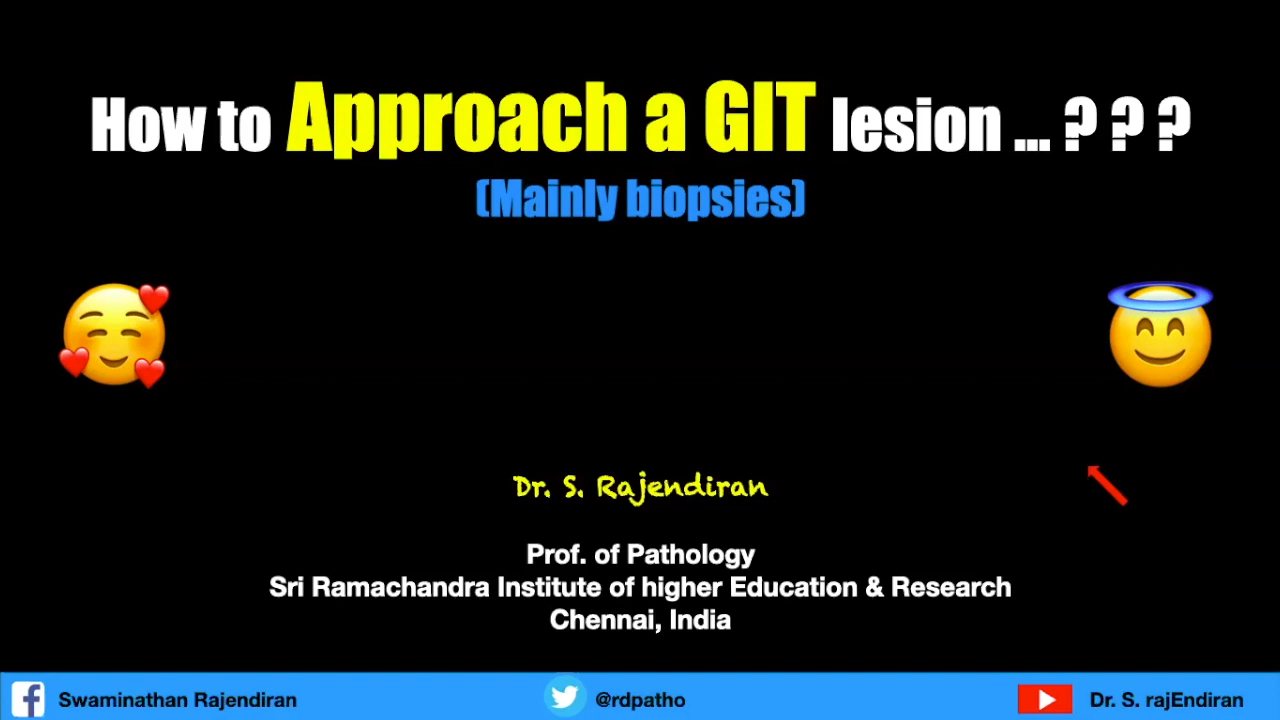 How to Approach a GIT lesion ... ? ? ?
(Mainly biopsies)
Dr. S. Rajendiran
Prof. of Pathology
Sri Ramachandra Institute of higher Education & Research
Chennai, India
Swaminathan Rajendiran @rdpatho Dr. S. rajEndiran